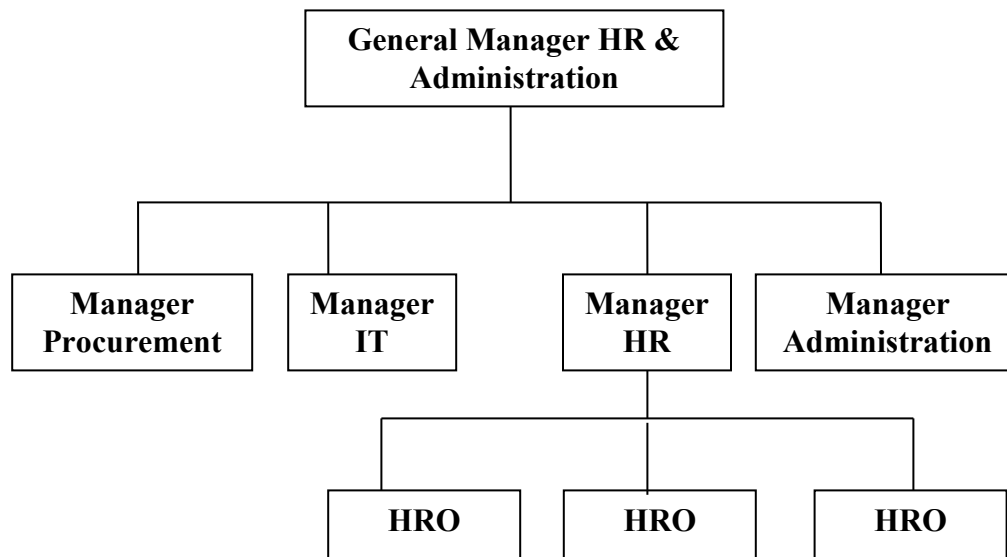 General Manager HR &
Administration
Manager
Procurement
Manager
IT
Manager
HR
Manager
Administration
HRO
HRO
HRO